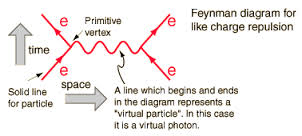 Feynman diagram for
like charge repulsion
e
Primitive
vertex
e
time
e
e
Solid line
for particle
space
A line which begins and ends
in the diagram represents a
"virtual particle". In this case
it is a virtual photon.